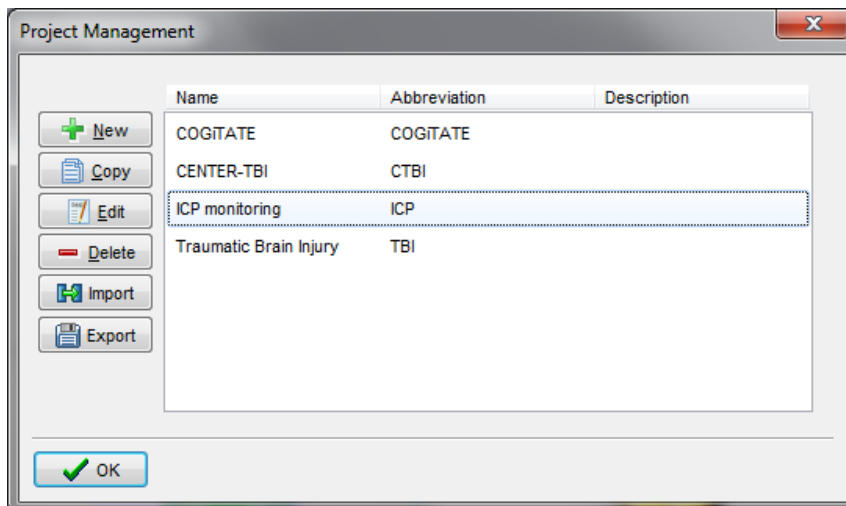 Project Management
Name Abbreviation Description
New
COGiTATE COGiTATE
Copy
CENTER-TBI CTBI
Edit
ICP monitoring ICP
Delete
Traumatic Brain Injury TBI
Import
Export
OK